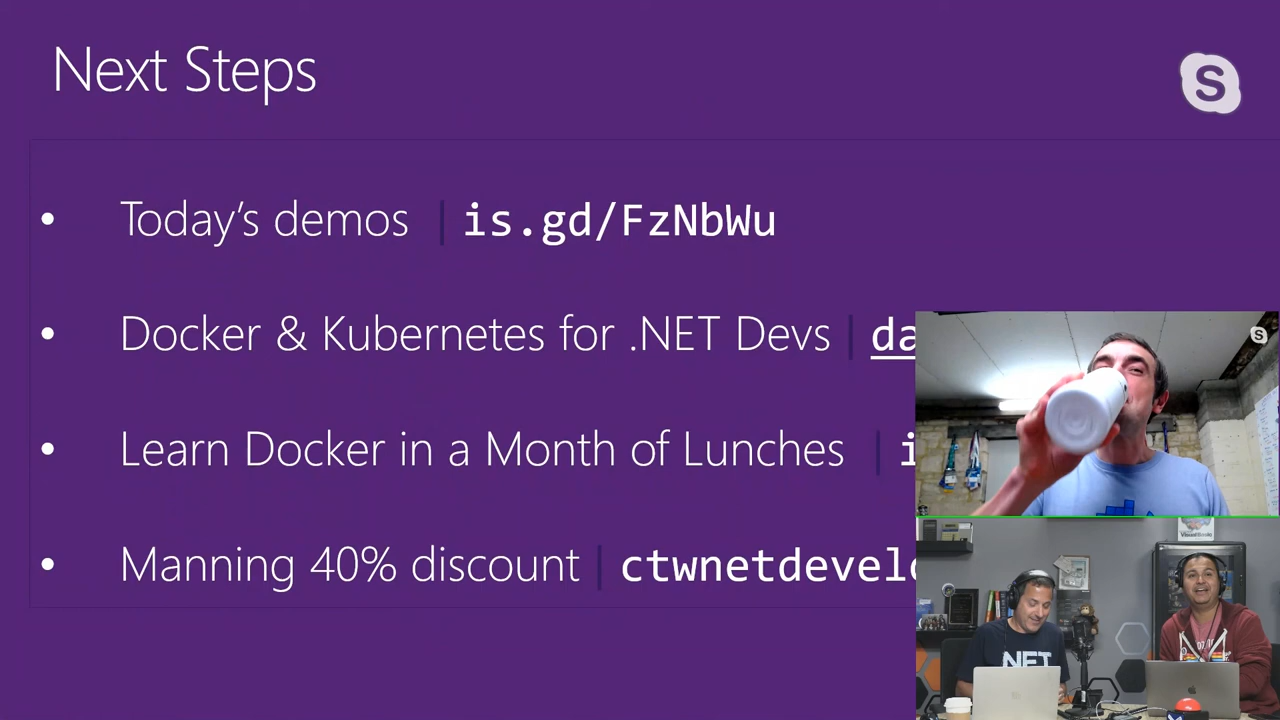 Next Steps
S
• Today's demos | is.gd/FzNbWu
• Docker & Kubernetes for .NET Devs | da
• Learn Docker in a Month of Lunches | i
• Manning 40% discount | ctwnetdevel
.NET